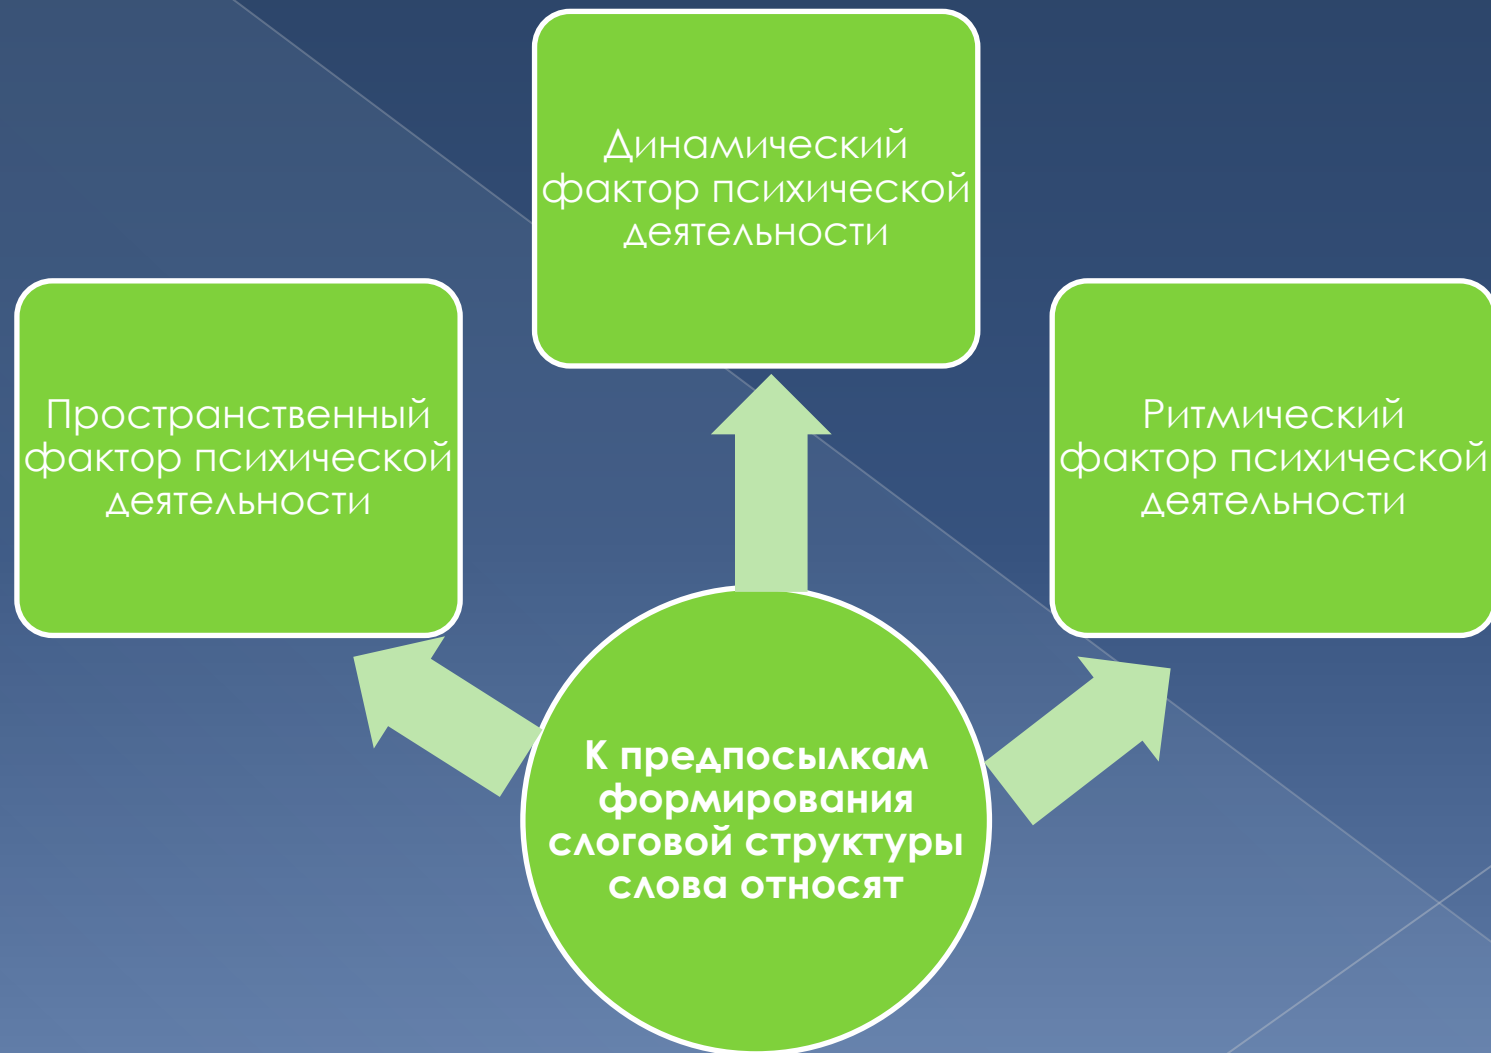 Динамический
фактор психической
деятельности
Пространственный
фактор психической
деятельности
Ритмический
фактор психической
деятельности
К предпосылкам
формирования
слоговой структуры
слова относят